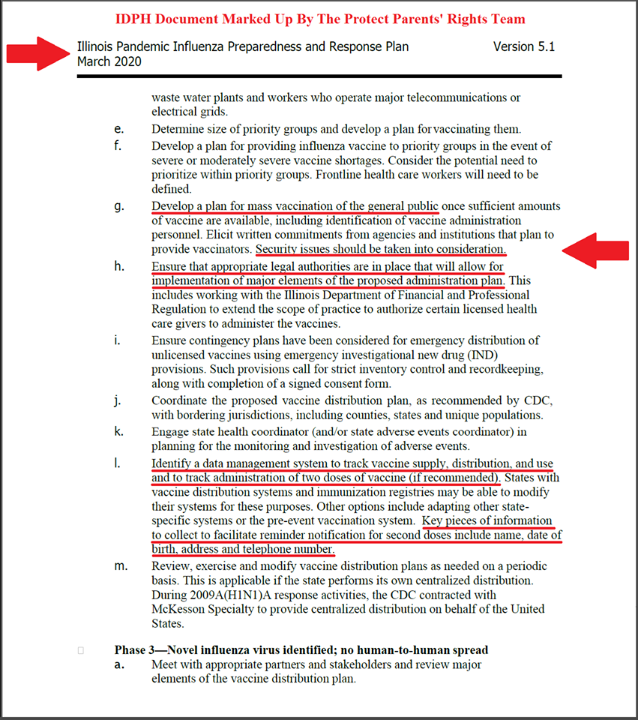 IDPH Document Marked Up By The Protect Parents' Rights Team
Illinois Pandemic Influenza Preparedness and Response Plan Version 5.1
March 2020
waste water plants and workers who operate major telecommunications or
electrical grids.
e. Determine size of priority groups and develop a plan for vaccinating them.
f. Develop a plan for providing influenza vaccine to priority groups in the event of
severe or moderately severe vaccine shortages. Consider the potential need to
prioritize within priority groups. Frontline health care workers will need to be
defined.
g. Develop a plan for mass vaccination of the general public once sufficient amounts
of vaccine are available, including identification of vaccine administration
personnel. Elicit written commitments from agencies and institutions that plan to
provide vaccinators. Security issues should be taken into consideration.
h. Ensure that appropriate legal authorities are in place that will allow for
implementation of major elements of the proposed administration plan. This
includes working with the Illinois Department of Financial and Professional
Regulation to extend the scope of practice to authorize certain licensed health
care givers to administer the vaccines.
i. Ensure contingency plans have been considered for emergency distribution of
unlicensed vaccines using emergency investigational new drug (IND)
provisions. Such provisions call for strict inventory control and recordkeeping,
along with completion of a signed consent form.
j. Coordinate the proposed vaccine distribution plan, as recommended by CDC,
with bordering jurisdictions, including counties, states and unique populations.
k. Engage state health coordinator (and/or state adverse events coordinator) in
planning for the monitoring and investigation of adverse events.
l. Identify a data management system to track vaccine supply, distribution, and use
and to track administration of two doses of vaccine (if recommended). States with
vaccine distribution systems and immunization registries may be able to modify
their systems for these purposes. Other options include adapting other state-
specific systems or the pre-event vaccination system. Key pieces of information
to collect to facilitate reminder notification for second doses include name, date of
birth, address and telephone number.
m. Review, exercise and modify vaccine distribution plans as needed on a periodic
basis. This is applicable if the state performs its own centralized distribution.
During 2009A(H1N1)A response activities, the CDC contracted with
McKesson Specialty to provide centralized distribution on behalf of the United
States.
Phase 3—Novel influenza virus identified; no human-to-human spread
a. Meet with appropriate partners and stakeholders and review major
elements of the vaccine distribution plan.